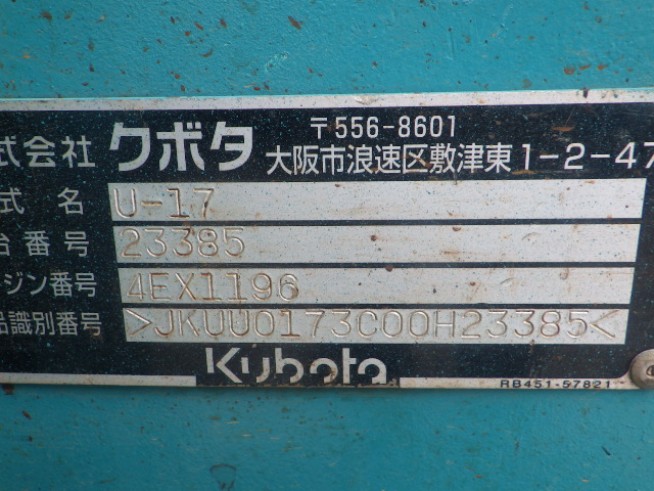 式会社 クボタ 〒556-8601
大阪市浪速区敷津東1-2-47
式名 U-17
台番号 23385
ジン番号 4EX1196
品識別番号 >JKUU0173C00H23385<
Kubota
RB451-57821